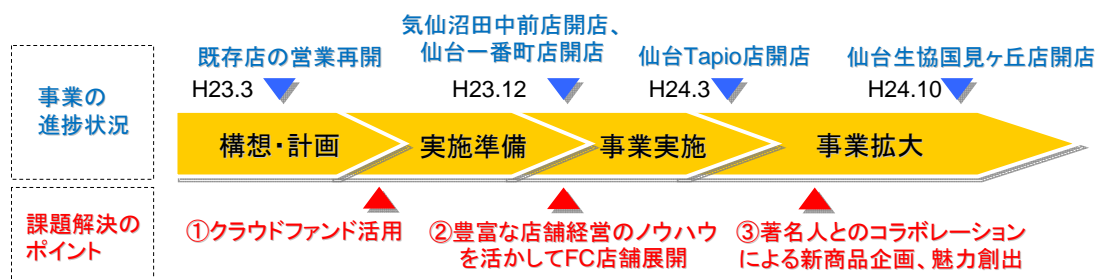 気仙沼田中前店開店、
既存店の営業再開
仙台一番町店開店
仙台Tapio店開店
仙台生協国見ヶ丘店開店
H23.3
H23.12
H24.3
H24.10
事業の
進捗状況
構想・計画
実施準備
事業実施
事業拡大
課題解決の
ポイント
①クラウドファンド活用
②豊富な店舗経営のノウハウ
を活かしてFC店舗展開
③著名人とのコラボレーション
による新商品企画、魅力創出